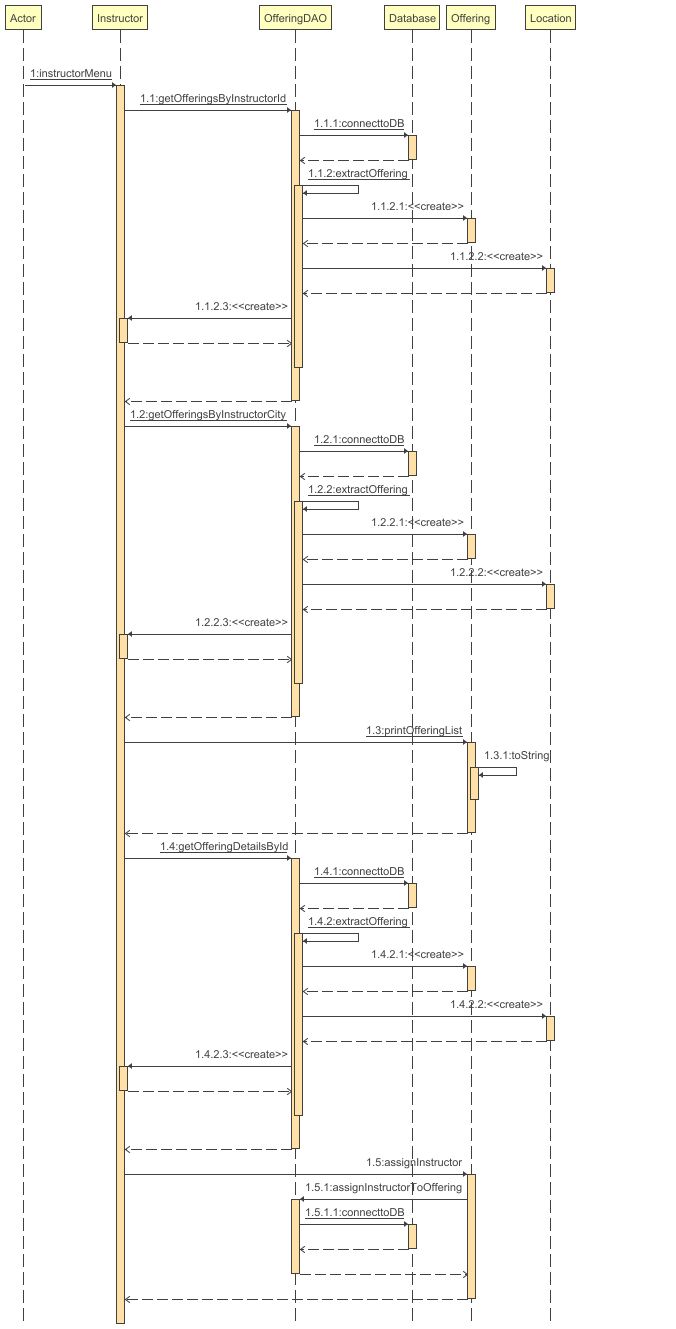 Actor
Instructor
OfferingDAO
Database
Offering
Location
1:instructorMenu
1.1:getOfferingsByInstructorId
1.1.1:connecttoDB
1.1.2:extractOffering
1.1.2.1:<<create>>
1.1.2.2:<<create>>
1.1.2.3:<<create>>
1.2:getOfferingsByInstructorCity
1.2.1:connecttoDB
1.2.2:extractOffering
1.2.2.1:<<create>>
1.2.2.2:<<create>>
1.2.2.3:<<create>>
1.3:printOfferingList
1.3.1:toString
1.4:getOfferingDetailsById
1.4.1:connecttoDB
1.4.2:extractOffering
1.4.2.1:<<create>>
1.4.2.2:<<create>>
1.4.2.3:<<create>>
1.5:assignInstructor
1.5.1:assignInstructorToOffering
1.5.1.1:connecttoDB